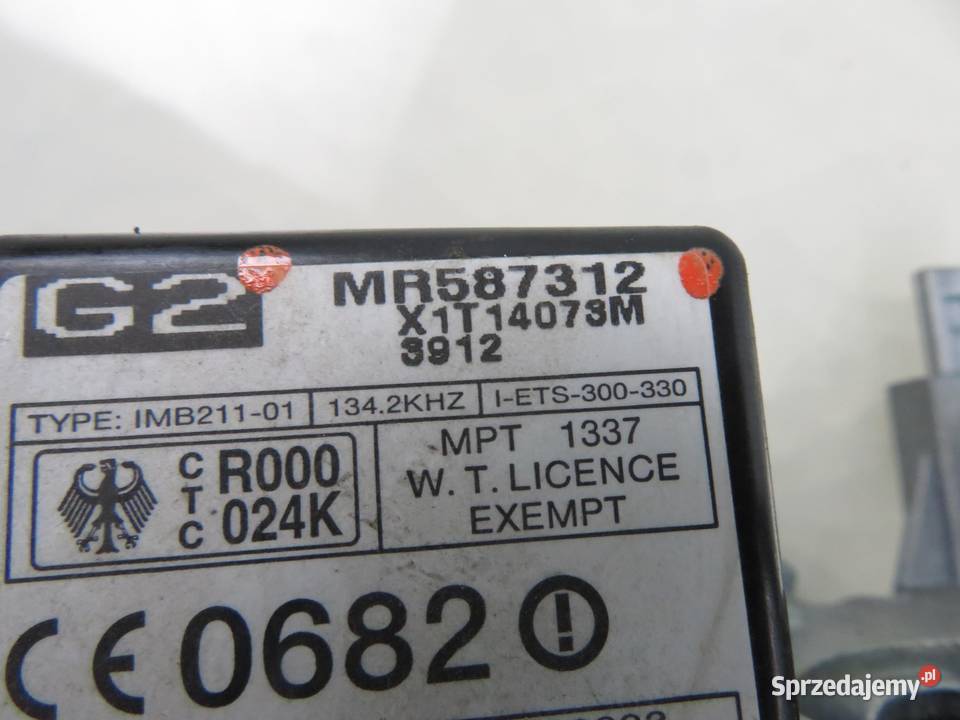 G2
MR587312
X1T14073M
3912
TYPE: IMB211-01
134.2KHZ
I-ETS-300-330
CTC R000
024K
MPT 1337
W. T. LICENCE
EXEMPT
CE 0682
Sprzedajemy.pl